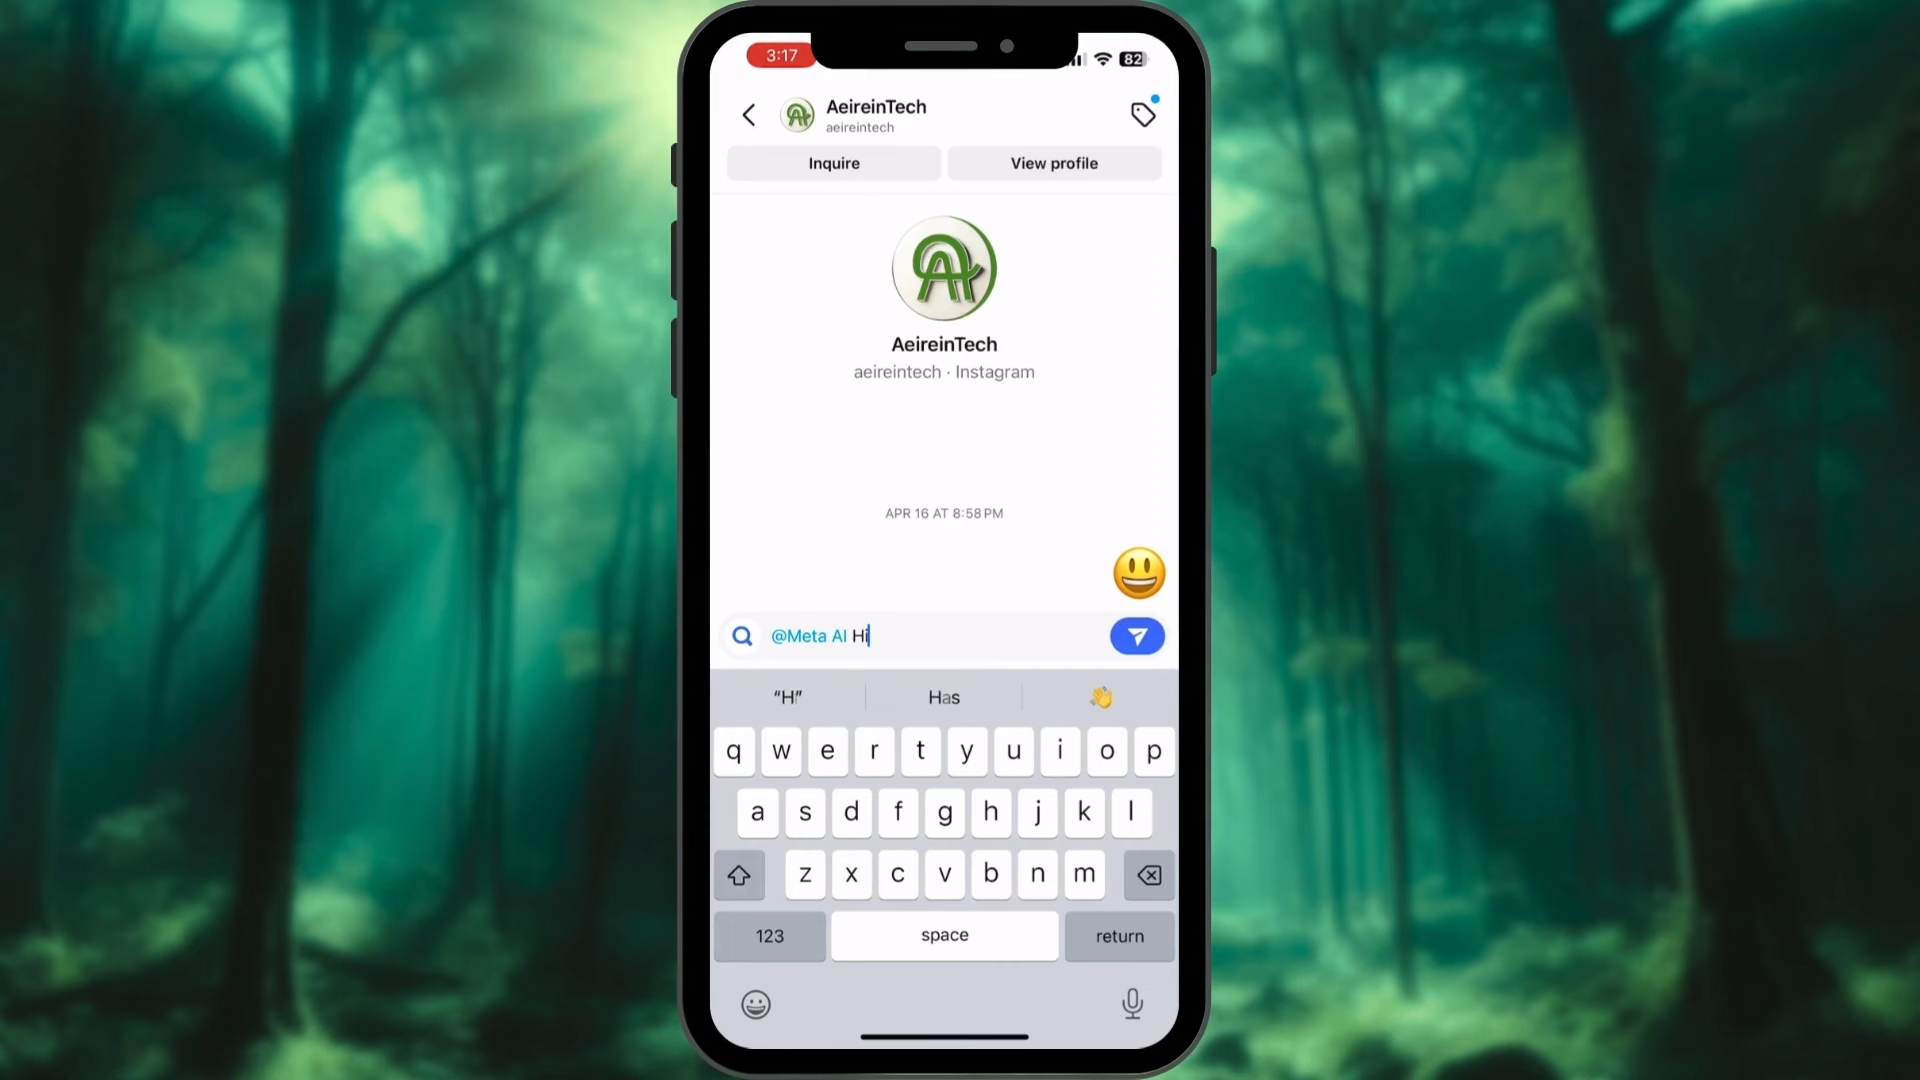 3:17
82
AeireinTech
aeireintech
Inquire
View profile
AeireinTech
aeireintech · Instagram
APR 16 AT 8:58 PM
@Meta AI Hi
“H”
Has
q w e r t y u i o p
a s d f g h j k l
z x c v b n m
123
space
return